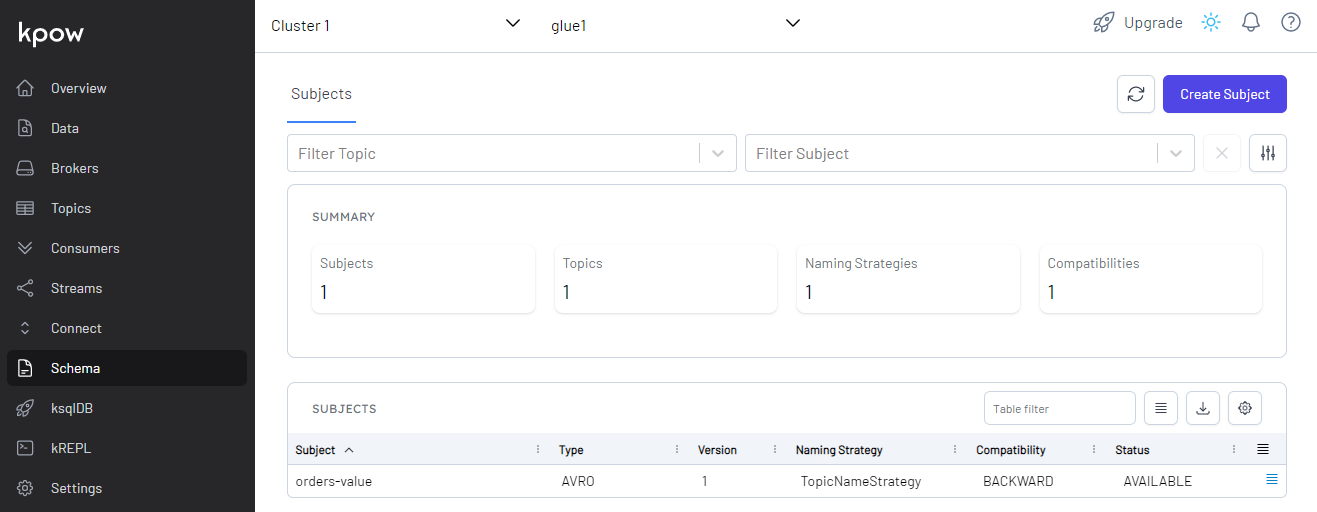 kpow
Overview
Data
Brokers
Topics
Consumers
Streams
Connect
Schema
ksqlDB
kREPL
Settings
Cluster 1
glue1
Upgrade
Subjects
Create Subject
Filter Topic
Filter Subject
SUMMARY
Subjects
1
Topics
1
Naming Strategies
1
Compatibilities
1
SUBJECTS
Table filter
Subject Type Version Naming Strategy Compatibility Status
orders-value AVRO 1 TopicNameStrategy BACKWARD AVAILABLE